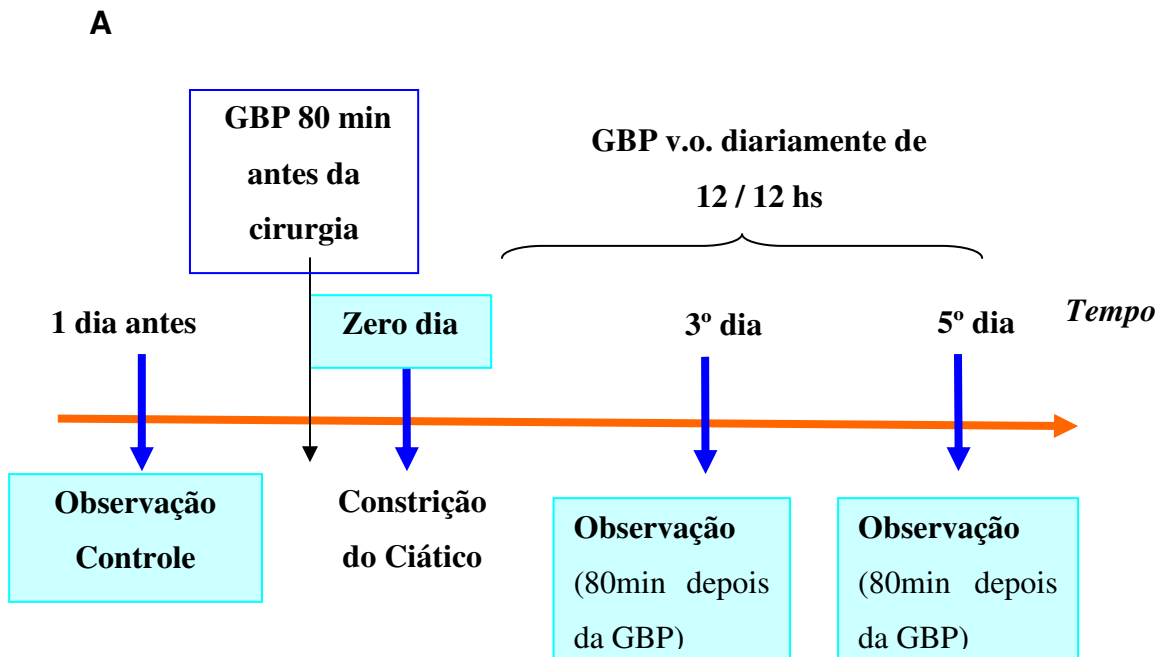 A
GBP 80 min
antes da
cirurgia
GBP v.o. diariamente de
12 / 12 hs
1 dia antes
Zero dia
3º dia
5º dia
Tempo
Observação
Controle
Constrição
do Ciático
Observação
(80min depois
da GBP)
Observação
(80min depois
da GBP)